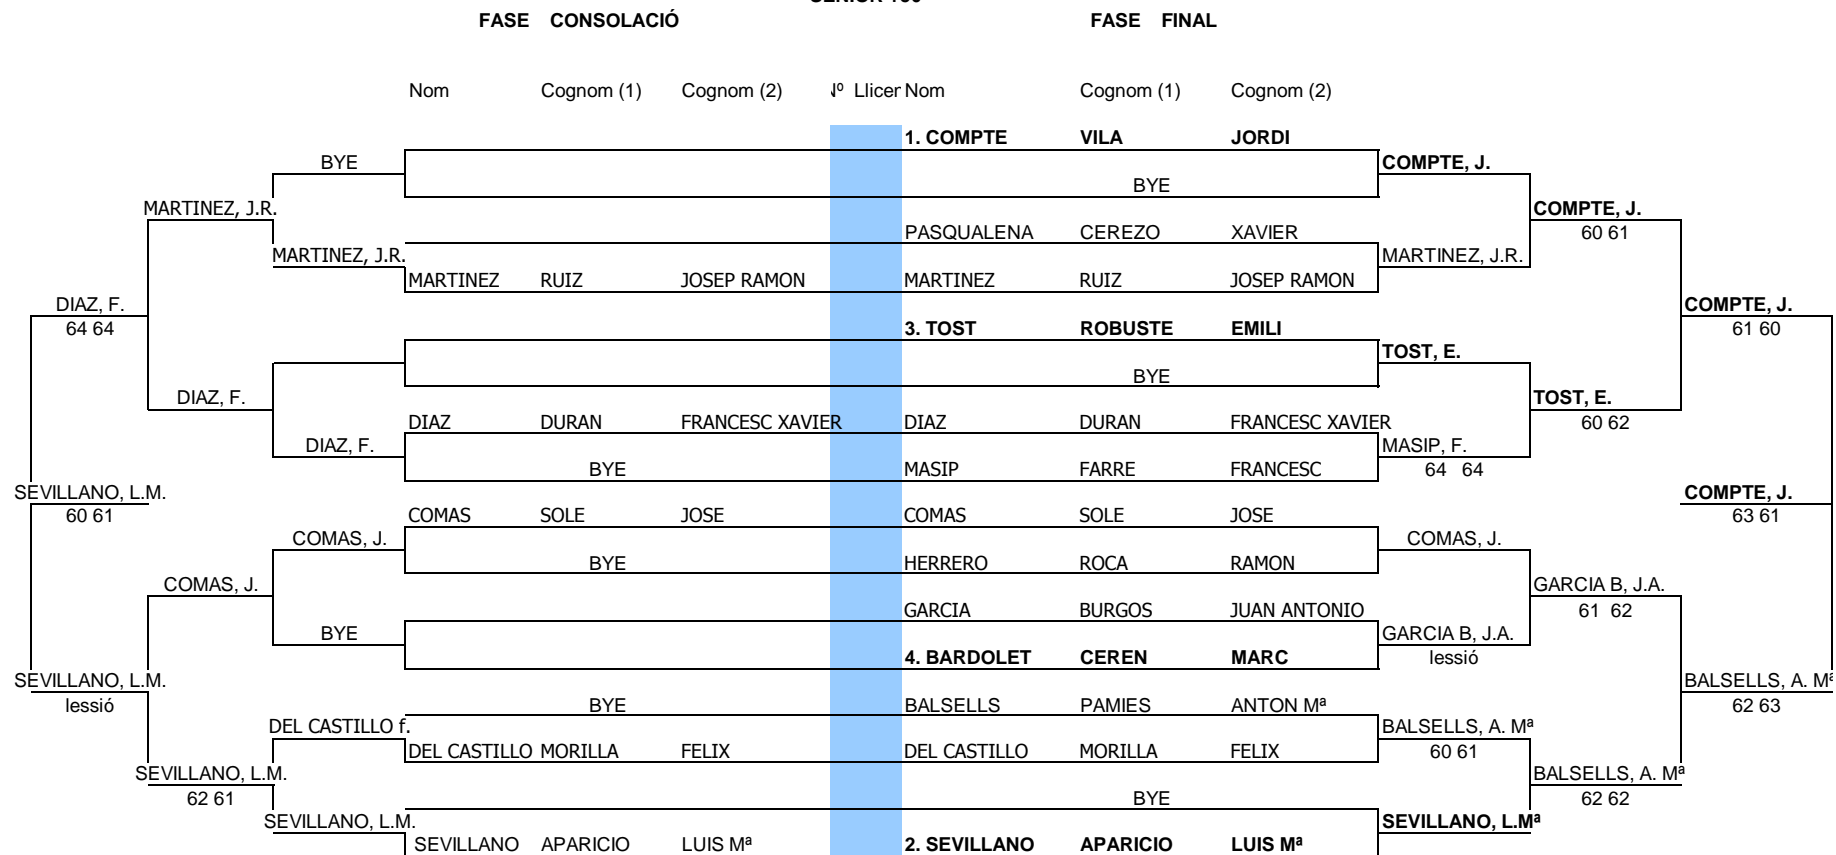 FASE CONSOLACIÓ FASE FINAL
Nom Cognom (1) Cognom (2) Nº Llicer Nom Cognom (1) Cognom (2)
1. COMPTE VILA JORDI
BYE COMPTE, J.
BYE
MARTINEZ, J.R. COMPTE, J.
PASQUALENA CEREZO XAVIER 60 61
MARTINEZ, J.R. MARTINEZ, J.R.
MARTINEZ RUIZ JOSEP RAMON MARTINEZ RUIZ JOSEP RAMON
DIAZ, F. COMPTE, J.
64 64 3. TOST ROBUSTE EMILI 61 60
TOST, E.
BYE
DIAZ, F. TOST, E.
DIAZ DURAN FRANCESC XAVIER DIAZ DURAN FRANCESC XAVIER 60 62
DIAZ, F. MASIP, F.
BYE MASIP FARRE FRANCESC 64 64
SEVILLANO, L.M. COMPTE, J.
60 61 COMAS SOLE JOSE COMAS SOLE JOSE 63 61
COMAS, J. COMAS, J.
BYE HERRERO ROCA RAMON
COMAS, J. GARCIA B, J.A.
GARCIA BURGOS JUAN ANTONIO 61 62
BYE GARCIA B, J.A.
4. BARDOLET CEREN MARC lessió
SEVILLANO, L.M. BALSELLS, A. Mª
lessió BYE BALSELLS PAMIES ANTON Mª 62 63
DEL CASTILLO f. BALSELLS, A. Mª
DEL CASTILLO MORILLA FELIX DEL CASTILLO MORILLA FELIX 60 61
SEVILLANO, L.M. BALSELLS, A. Mª
62 61 BYE 62 62
SEVILLANO, L.M. SEVILLANO, L.Mª
SEVILLANO APARICIO LUIS Mª 2. SEVILLANO APARICIO LUIS Mª